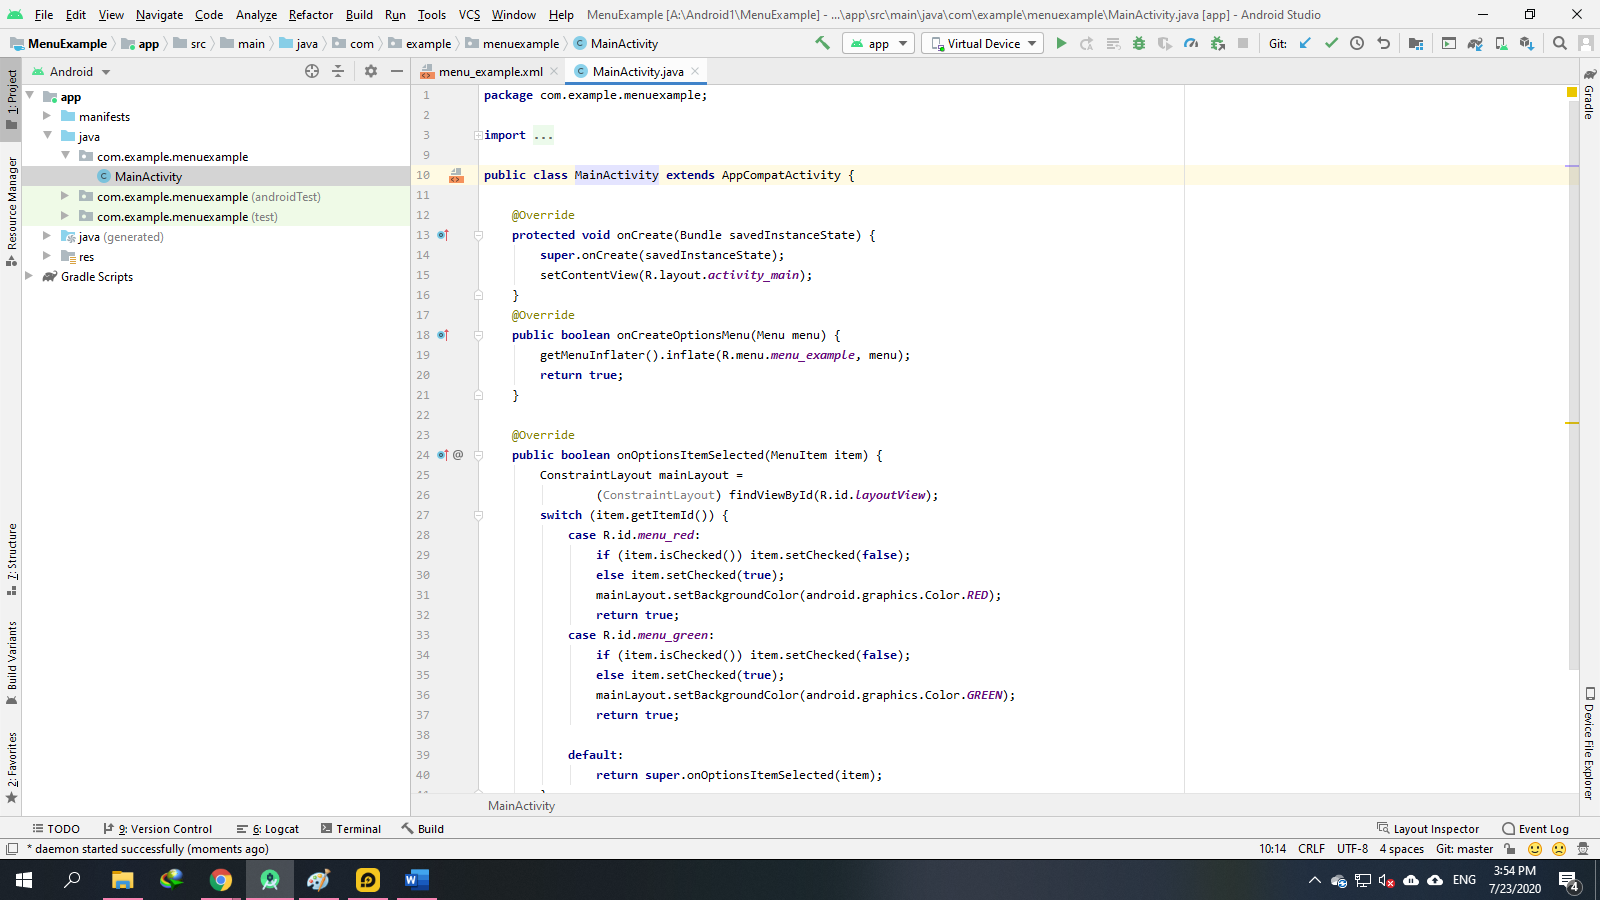 File Edit View Navigate Code Analyze Refactor Build Run Tools VCS Window Help MenuExample [A:\Android1\MenuExample] - ...\app\src\main\java\com\example\menuexample\MainActivity.java [app] - Android Studio
MenuExample app src main java com example menuexample MainActivity app Virtual Device Git:
Android
menu_example.xml MainActivity.java
1: Project
Resource Manager
7: Structure
Build Variants
2: Favorites
app
manifests
java
com.example.menuexample
MainActivity
com.example.menuexample (androidTest)
com.example.menuexample (test)
java (generated)
res
Gradle Scripts
1 package com.example.menuexample;
2
3 import ...
9
10 public class MainActivity extends AppCompatActivity {
11
12 @Override
13 protected void onCreate(Bundle savedInstanceState) {
14 super.onCreate(savedInstanceState);
15 setContentView(R.layout.activity_main);
16 }
17 @Override
18 public boolean onCreateOptionsMenu(Menu menu) {
19 getMenuInflater().inflate(R.menu.menu_example, menu);
20 return true;
21 }
22
23 @Override
24 @ public boolean onOptionsItemSelected(MenuItem item) {
25 ConstraintLayout mainLayout =
26 (ConstraintLayout) findViewById(R.id.layoutView);
27 switch (item.getItemId()) {
28 case R.id.menu_red:
29 if (item.isChecked()) item.setChecked(false);
30 else item.setChecked(true);
31 mainLayout.setBackgroundColor(android.graphics.Color.RED);
32 return true;
33 case R.id.menu_green:
34 if (item.isChecked()) item.setChecked(false);
35 else item.setChecked(true);
36 mainLayout.setBackgroundColor(android.graphics.Color.GREEN);
37 return true;
38
39 default:
40 return super.onOptionsItemSelected(item);
MainActivity
Gradle
Device File Explorer
TODO 9: Version Control 6: Logcat Terminal Build Layout Inspector Event Log
* daemon started successfully (moments ago) 10:14 CRLF UTF-8 4 spaces Git: master
ENG
3:54 PM
7/23/2020
4